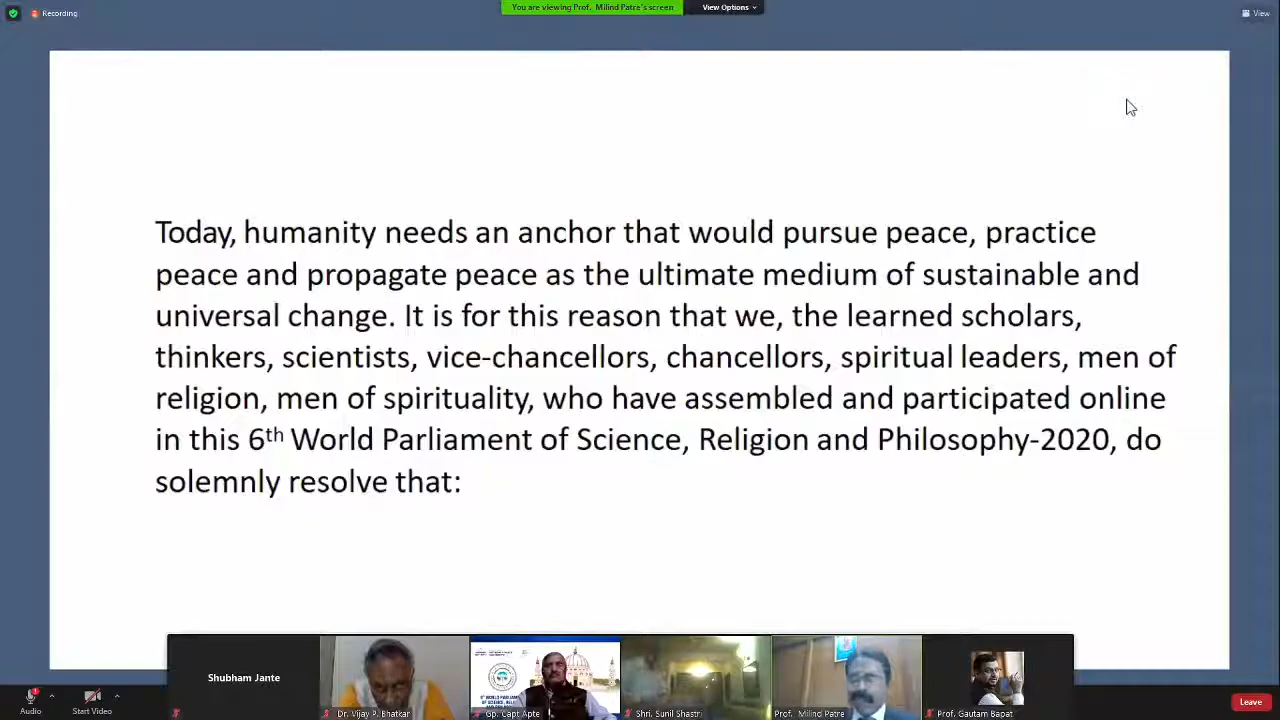 Recording
You are viewing Prof. Milind Patre's screen
View Options
View
Today, humanity needs an anchor that would pursue peace, practice
peace and propagate peace as the ultimate medium of sustainable and
universal change. It is for this reason that we, the learned scholars,
thinkers, scientists, vice-chancellors, chancellors, spiritual leaders, men of
religion, men of spirituality, who have assembled and participated online
in this 6th World Parliament of Science, Religion and Philosophy-2020, do
solemnly resolve that:
Shubham Jante
Dr. Vijay P. Bhatkar
Gp. Capt Apte
Shri. Sunil Shastri
Prof. Milind Patre
Prof. Gautam Bapat
Audio
Start Video
Leave